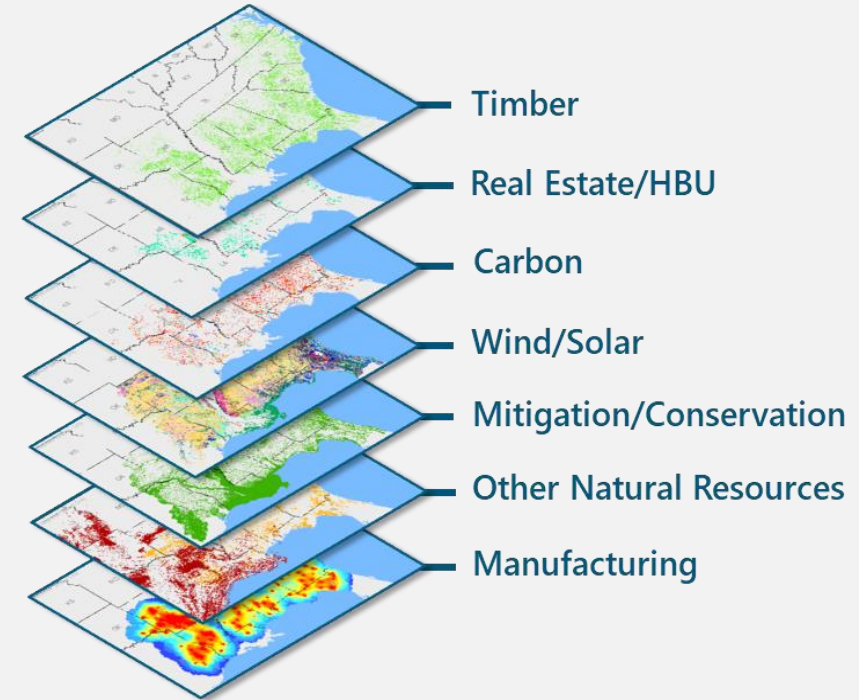 Timber
Real Estate/HBU
Carbon
Wind/Solar
Mitigation/Conservation
Other Natural Resources
Manufacturing